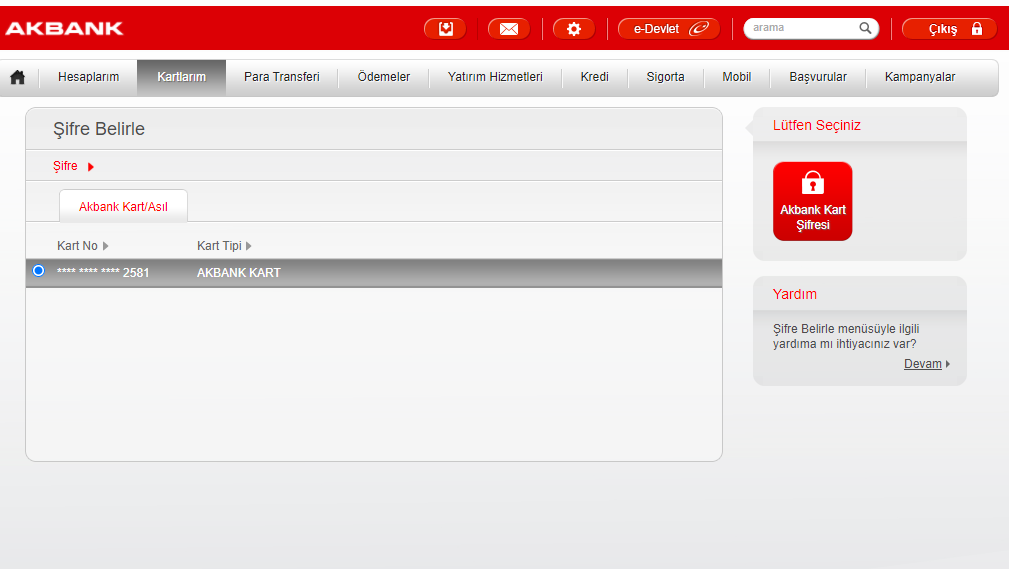 AKBANK
e-Devlet
arama
Çıkış
Hesaplarım
Kartlarım
Para Transferi
Ödemeler
Yatırım Hizmetleri
Kredi
Sigorta
Mobil
Başvurular
Kampanyalar
Şifre Belirle
Şifre
Akbank Kart/Asıl
Kart No
Kart Tipi
**** **** **** 2581
AKBANK KART
Lütfen Seçiniz
Akbank Kart
Şifresi
Yardım
Şifre Belirle menüsüyle ilgili
yardıma mı ihtiyacınız var?
Devam